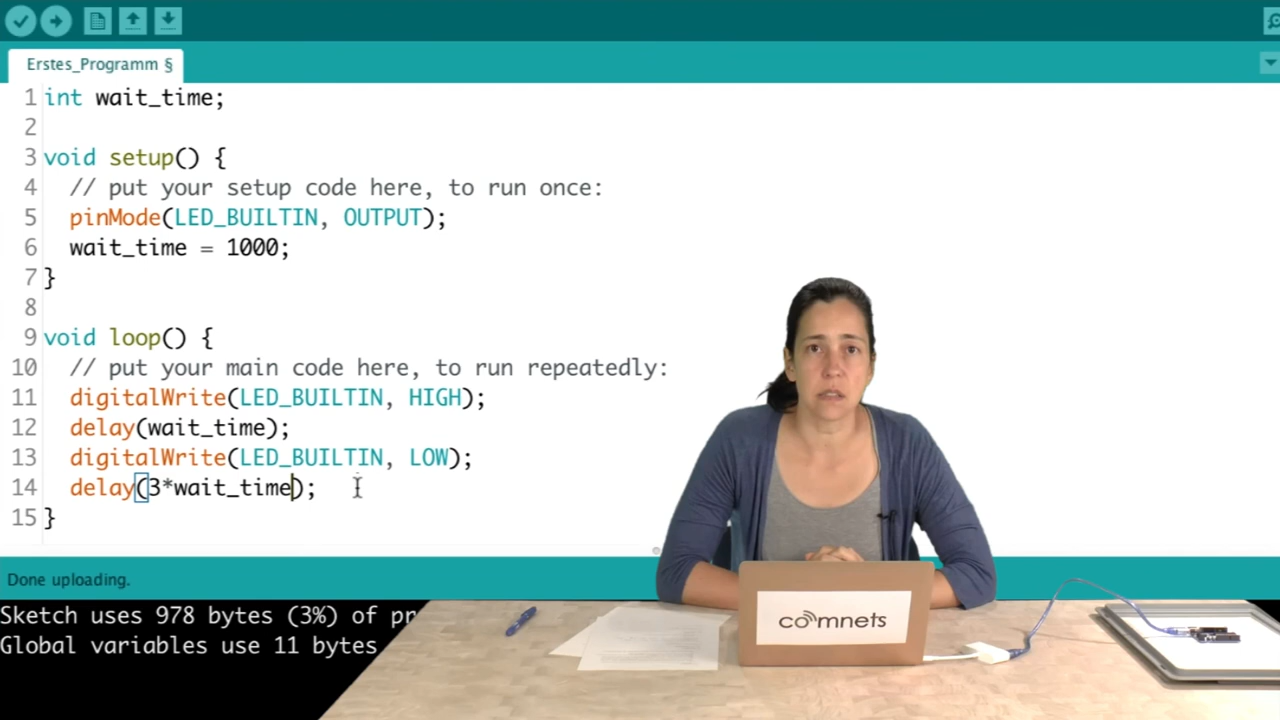 Erstes_Programm §
1 int wait_time;
2
3 void setup() {
4 // put your setup code here, to run once:
5 pinMode(LED_BUILTIN, OUTPUT);
6 wait_time = 1000;
7 }
8
9 void loop() {
10 // put your main code here, to run repeatedly:
11 digitalWrite(LED_BUILTIN, HIGH);
12 delay(wait_time);
13 digitalWrite(LED_BUILTIN, LOW);
14 delay(3*wait_time);
15 }
Done uploading.
Sketch uses 978 bytes (3%) of pr
Global variables use 11 bytes
comnets